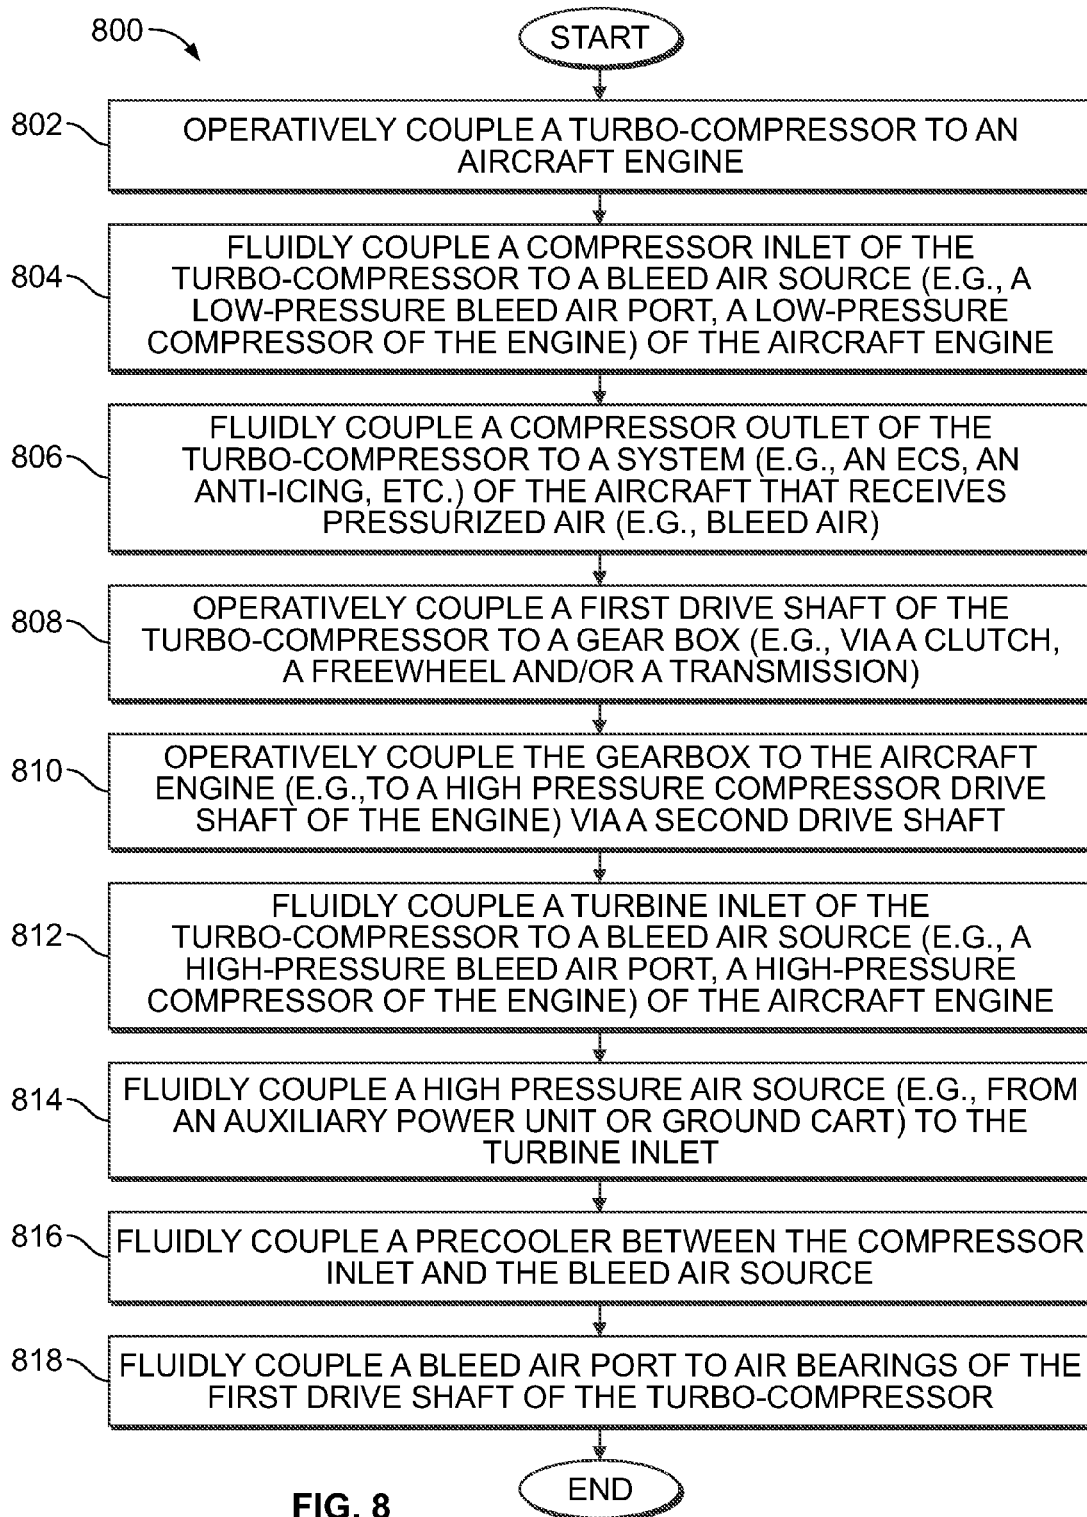 800
START
802
OPERATIVELY COUPLE A TURBO-COMPRESSOR TO AN
AIRCRAFT ENGINE
804
FLUIDLY COUPLE A COMPRESSOR INLET OF THE
TURBO-COMPRESSOR TO A BLEED AIR SOURCE (E.G., A
LOW-PRESSURE BLEED AIR PORT, A LOW-PRESSURE
COMPRESSOR OF THE ENGINE) OF THE AIRCRAFT ENGINE
806
FLUIDLY COUPLE A COMPRESSOR OUTLET OF THE
TURBO-COMPRESSOR TO A SYSTEM (E.G., AN ECS, AN
ANTI-ICING, ETC.) OF THE AIRCRAFT THAT RECEIVES
PRESSURIZED AIR (E.G., BLEED AIR)
808
OPERATIVELY COUPLE A FIRST DRIVE SHAFT OF THE
TURBO-COMPRESSOR TO A GEAR BOX (E.G., VIA A CLUTCH,
A FREEWHEEL AND/OR A TRANSMISSION)
810
OPERATIVELY COUPLE THE GEARBOX TO THE AIRCRAFT
ENGINE (E.G.,TO A HIGH PRESSURE COMPRESSOR DRIVE
SHAFT OF THE ENGINE) VIA A SECOND DRIVE SHAFT
812
FLUIDLY COUPLE A TURBINE INLET OF THE
TURBO-COMPRESSOR TO A BLEED AIR SOURCE (E.G., A
HIGH-PRESSURE BLEED AIR PORT, A HIGH-PRESSURE
COMPRESSOR OF THE ENGINE) OF THE AIRCRAFT ENGINE
814
FLUIDLY COUPLE A HIGH PRESSURE AIR SOURCE (E.G., FROM
AN AUXILIARY POWER UNIT OR GROUND CART) TO THE
TURBINE INLET
816
FLUIDLY COUPLE A PRECOOLER BETWEEN THE COMPRESSOR
INLET AND THE BLEED AIR SOURCE
818
FLUIDLY COUPLE A BLEED AIR PORT TO AIR BEARINGS OF THE
FIRST DRIVE SHAFT OF THE TURBO-COMPRESSOR
END
FIG. 8